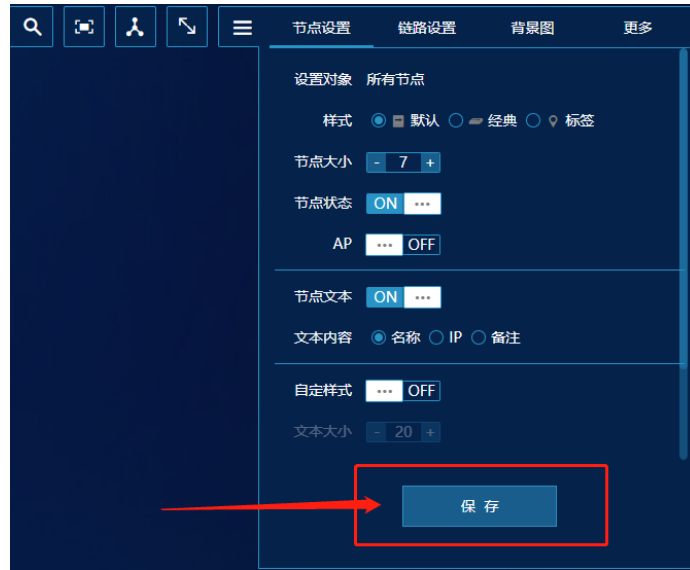 节点设置 链路设置 背景图 更多
设置对象 所有节点
样式 默认 经典 标签
节点大小 - 7 +
节点状态 ON ...
AP ... OFF
节点文本 ON ...
文本内容 名称 IP 备注
自定样式 ... OFF
文本大小 - 20 +
保存